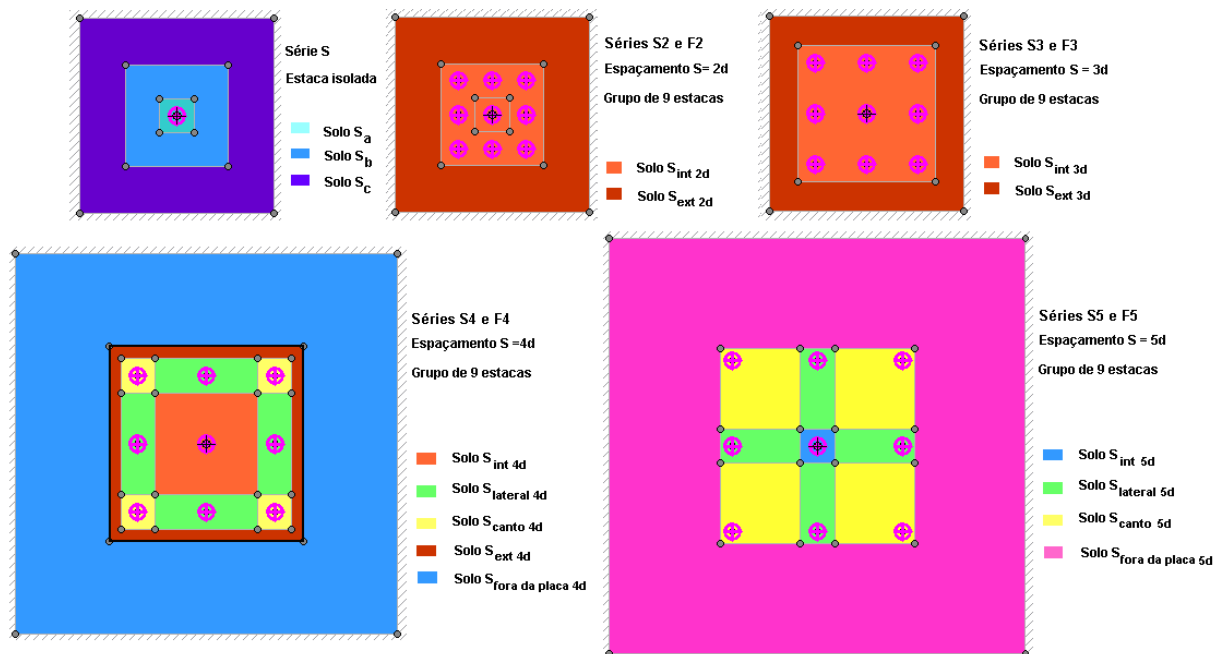 Série S
Estaca isolada
Solo Sa
Solo Sb
Solo Sc
Séries S2 e F2
Espaçamento S= 2d
Grupo de 9 estacas
Solo Sint 2d
Solo Sext 2d
Séries S3 e F3
Espaçamento S = 3d
Grupo de 9 estacas
Solo Sint 3d
Solo Sext 3d
Séries S4 e F4
Espaçamento S =4d
Grupo de 9 estacas
Solo Sint 4d
Solo Slateral 4d
Solo Scanto 4d
Solo Sext 4d
Solo Sfora da placa 4d
Séries S5 e F5
Espaçamento S = 5d
Grupo de 9 estacas
Solo Sint 5d
Solo Slateral 5d
Solo Scanto 5d
Solo Sfora da placa 5d